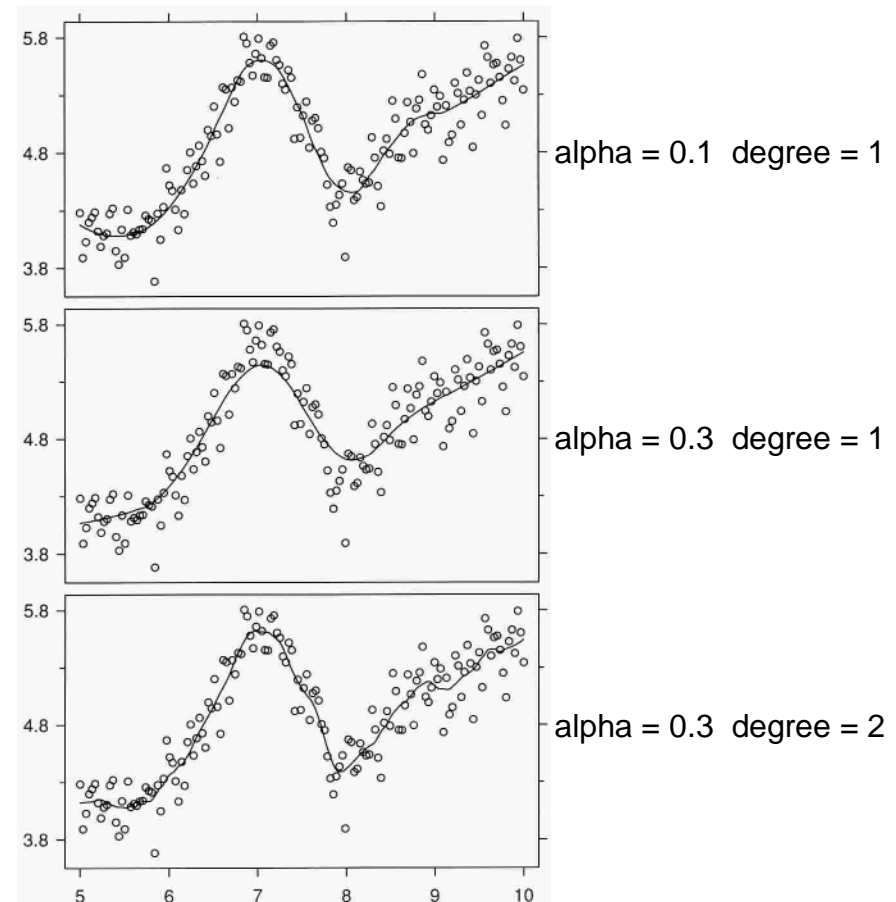 5.8
4.8
3.8
alpha = 0.1 degree = 1
5.8
4.8
3.8
alpha = 0.3 degree = 1
5.8
4.8
3.8
alpha = 0.3 degree = 2
5 6 7 8 9 10